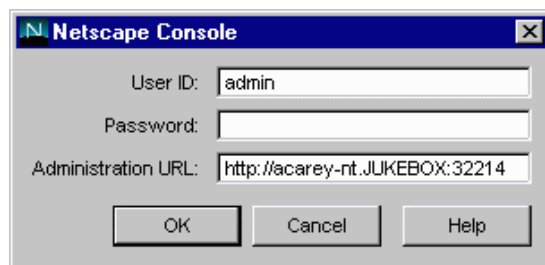 Netscape Console
User ID: admin
Password:
Administration URL: http://acarey-nt.JUKEBOX:32214
OK Cancel Help